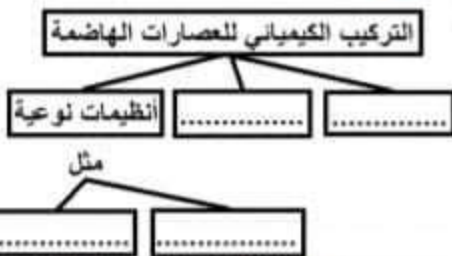 التركيب الكيميائي للعصارات الهاضمة
.............. .............. أنظيمات نوعية
مثل
................ ................